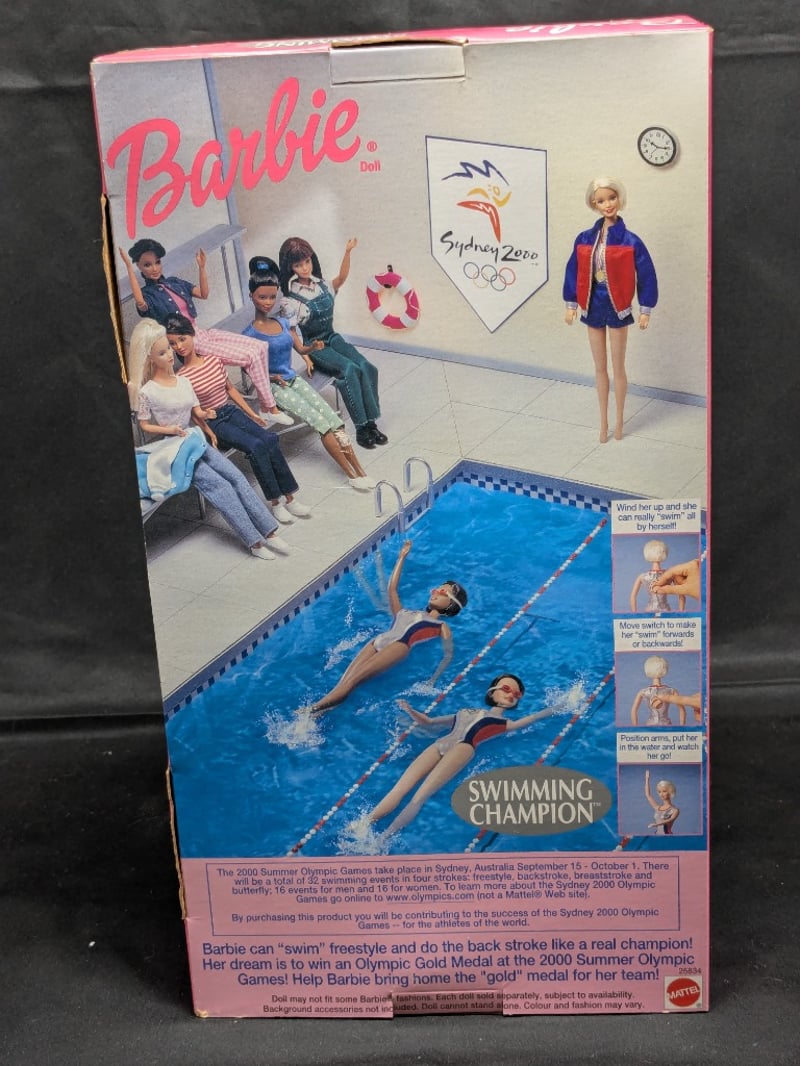 Barbie®
Doll
Sydney 2000
Wind her up and she
can really "swim" all
by herself!
Move switch to make
her "swim" forwards
or backwards!
Position arms, put her
in the water and watch
her go!
SWIMMING
CHAMPION™
The 2000 Summer Olympic Games take place in Sydney, Australia September 15 - October 1. There
will be a total of 32 swimming events in four strokes: freestyle, backstroke, breaststroke and
butterfly; 16 events for men and 16 for women. To learn more about the Sydney 2000 Olympic
Games go online to www.olympics.com (not a Mattel® Web site).
By purchasing this product you will be contributing to the success of the Sydney 2000 Olympic
Games -- for the athletes of the world.
Barbie can "swim" freestyle and do the back stroke like a real champion!
Her dream is to win an Olympic Gold Medal at the 2000 Summer Olympic
Games! Help Barbie bring home the "gold" medal for her team!
25834
MATTEL
Doll may not fit some Barbie® fashions. Each doll sold separately, subject to availability.
Background accessories not included. Doll cannot stand alone. Colour and fashion may vary.